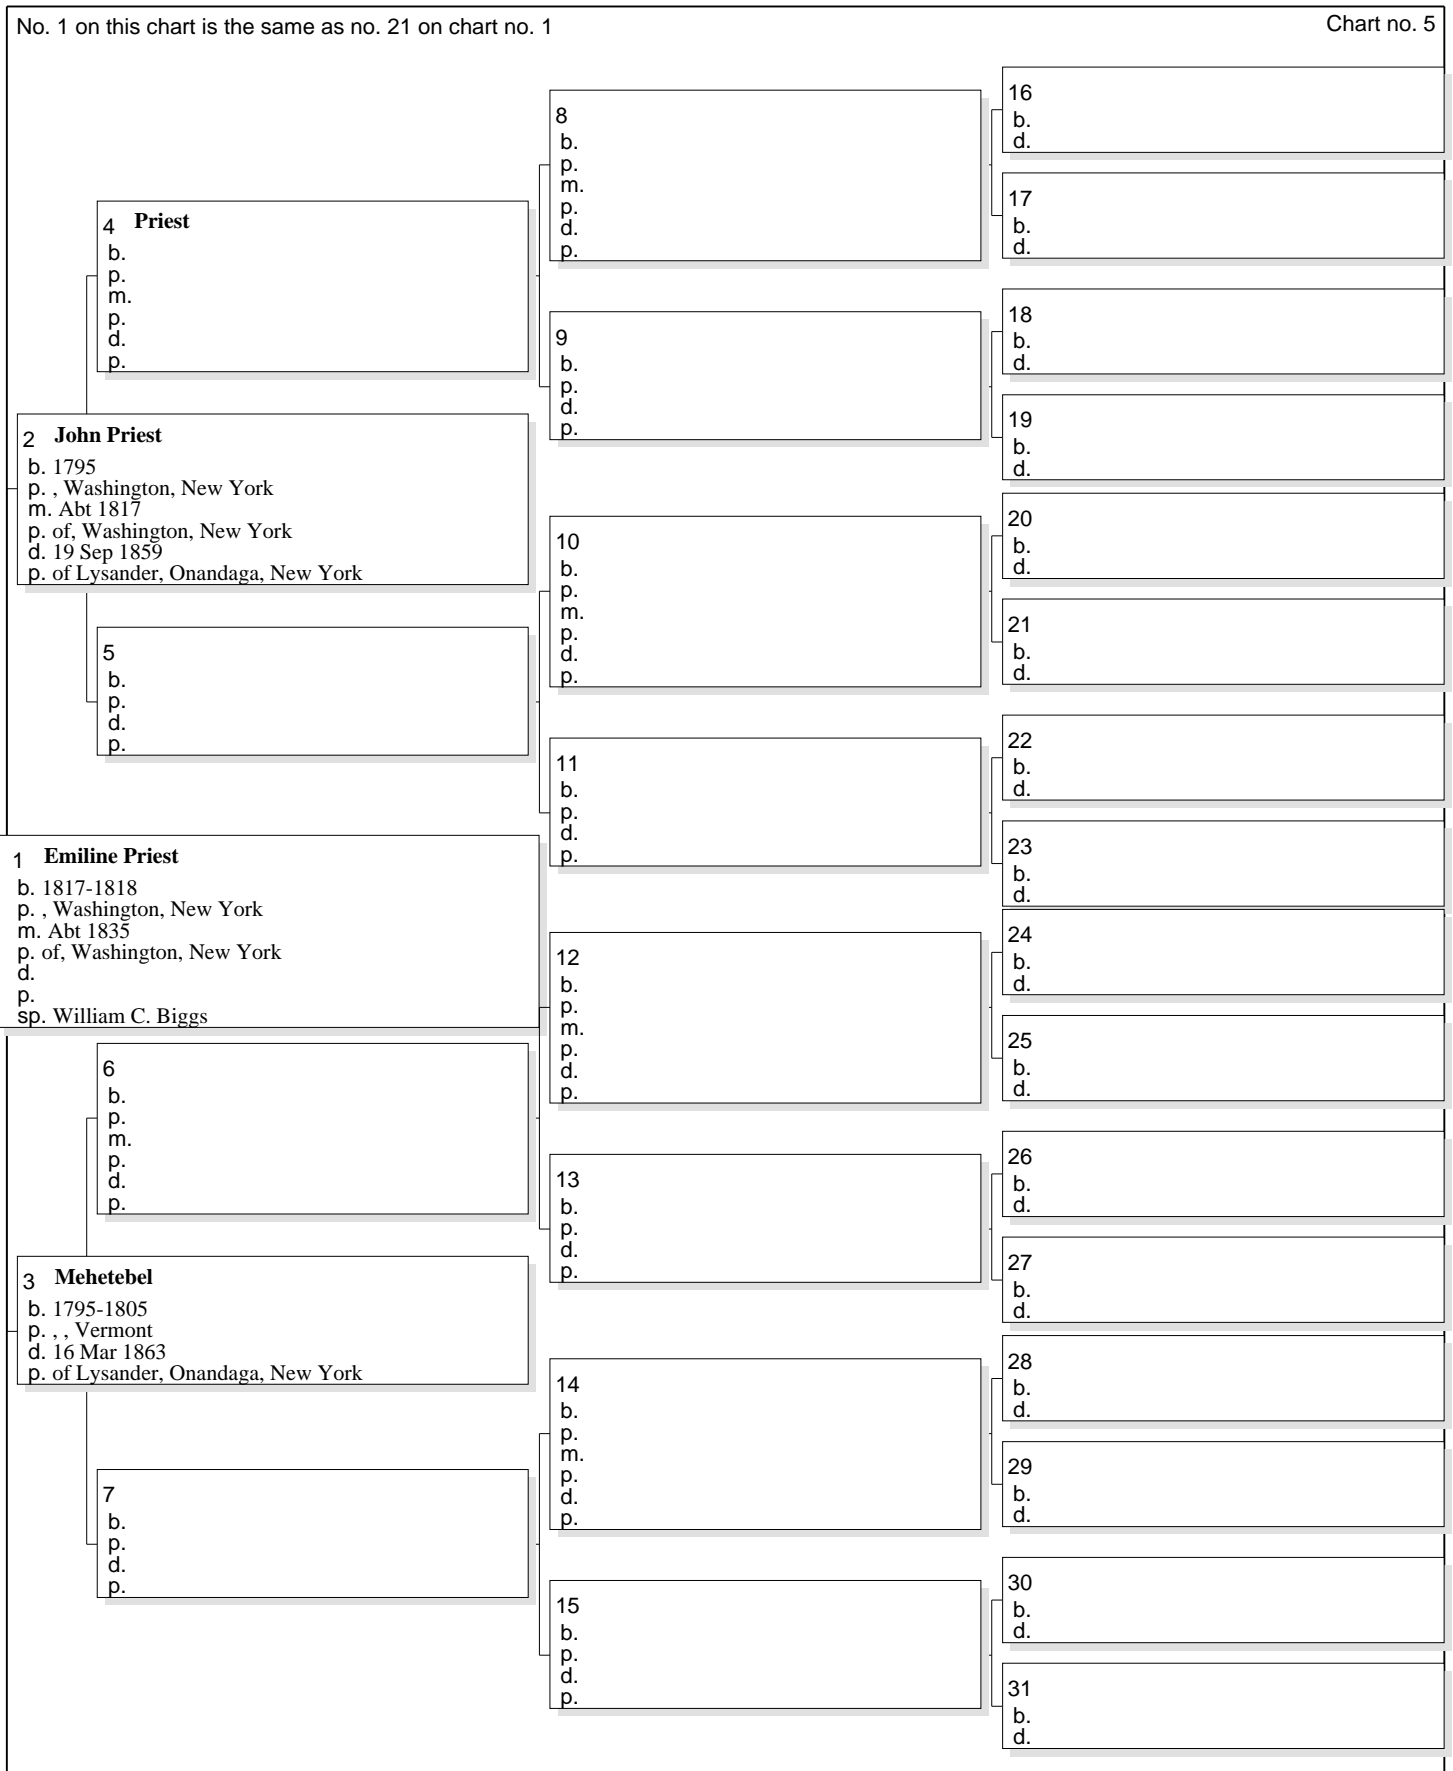 No. 1 on this chart is the same as no. 21 on chart no. 1
Chart no. 5
4 Priest
b.
p.
m.
p.
d.
p.
2 John Priest
b. 1795
p. , Washington, New York
m. Abt 1817
p. of, Washington, New York
d. 19 Sep 1859
p. of Lysander, Onandaga, New York
5
b.
p.
d.
p.
1 Emiline Priest
b. 1817-1818
p. , Washington, New York
m. Abt 1835
p. of, Washington, New York
d.
p.
sp. William C. Biggs
6
b.
p.
m.
p.
d.
p.
3 Mehetebel
b. 1795-1805
p. , , Vermont
d. 16 Mar 1863
p. of Lysander, Onandaga, New York
7
b.
p.
d.
p.
8
b.
p.
m.
p.
d.
p.
9
b.
p.
d.
p.
10
b.
p.
m.
p.
d.
p.
11
b.
p.
d.
p.
12
b.
p.
m.
p.
d.
p.
13
b.
p.
d.
p.
14
b.
p.
m.
p.
d.
p.
15
b.
p.
d.
p.
16
b.
d.
17
b.
d.
18
b.
d.
19
b.
d.
20
b.
d.
21
b.
d.
22
b.
d.
23
b.
d.
24
b.
d.
25
b.
d.
26
b.
d.
27
b.
d.
28
b.
d.
29
b.
d.
30
b.
d.
31
b.
d.